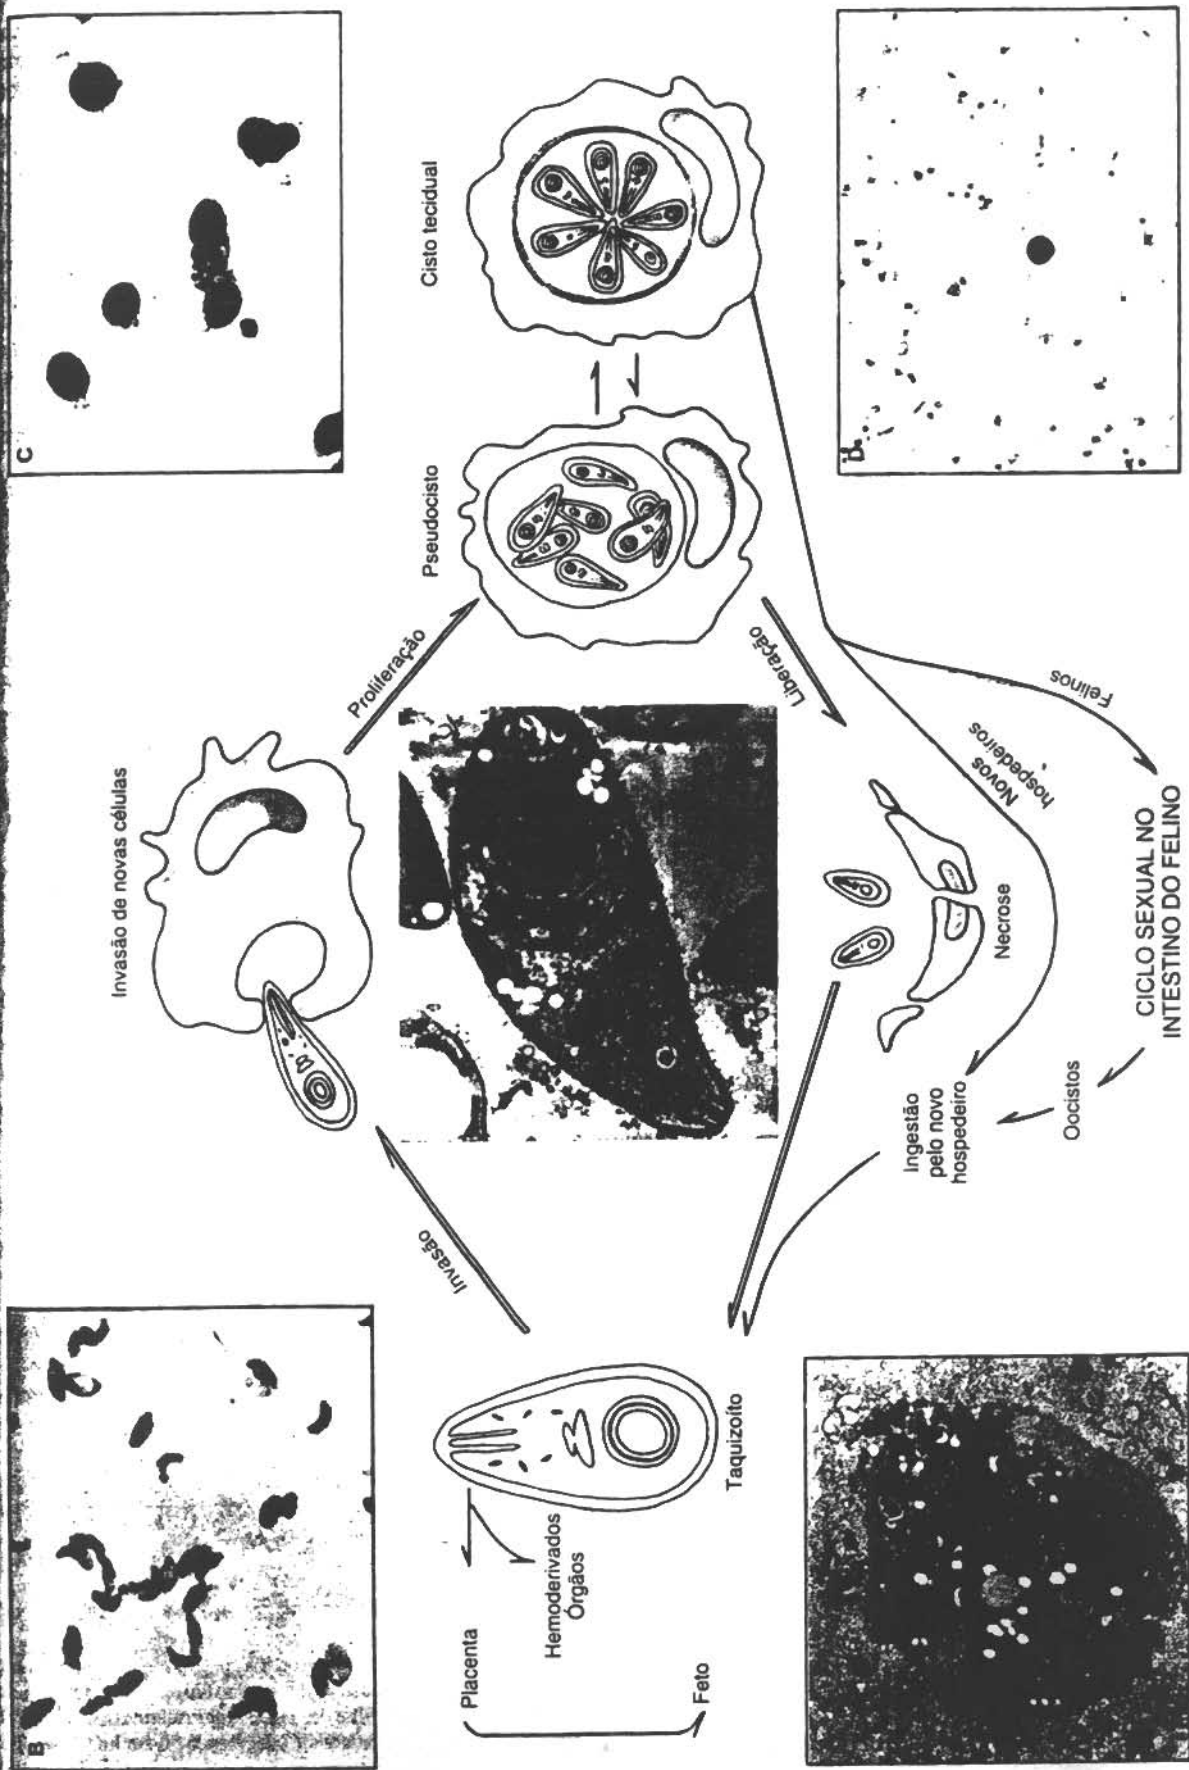 B
C
Invasão de novas células
Invasão
Proliferação
Pseudocisto
Cisto tecidual
Placenta
Hemoderivados
Órgãos
Feto
Taquizoíto
Liberação
Necrose
Novos
hospedeiros
Felinos
Ingestão
pelo novo
hospedeiro
Oocistos
CICLO SEXUAL NO
INTESTINO DO FELINO
D